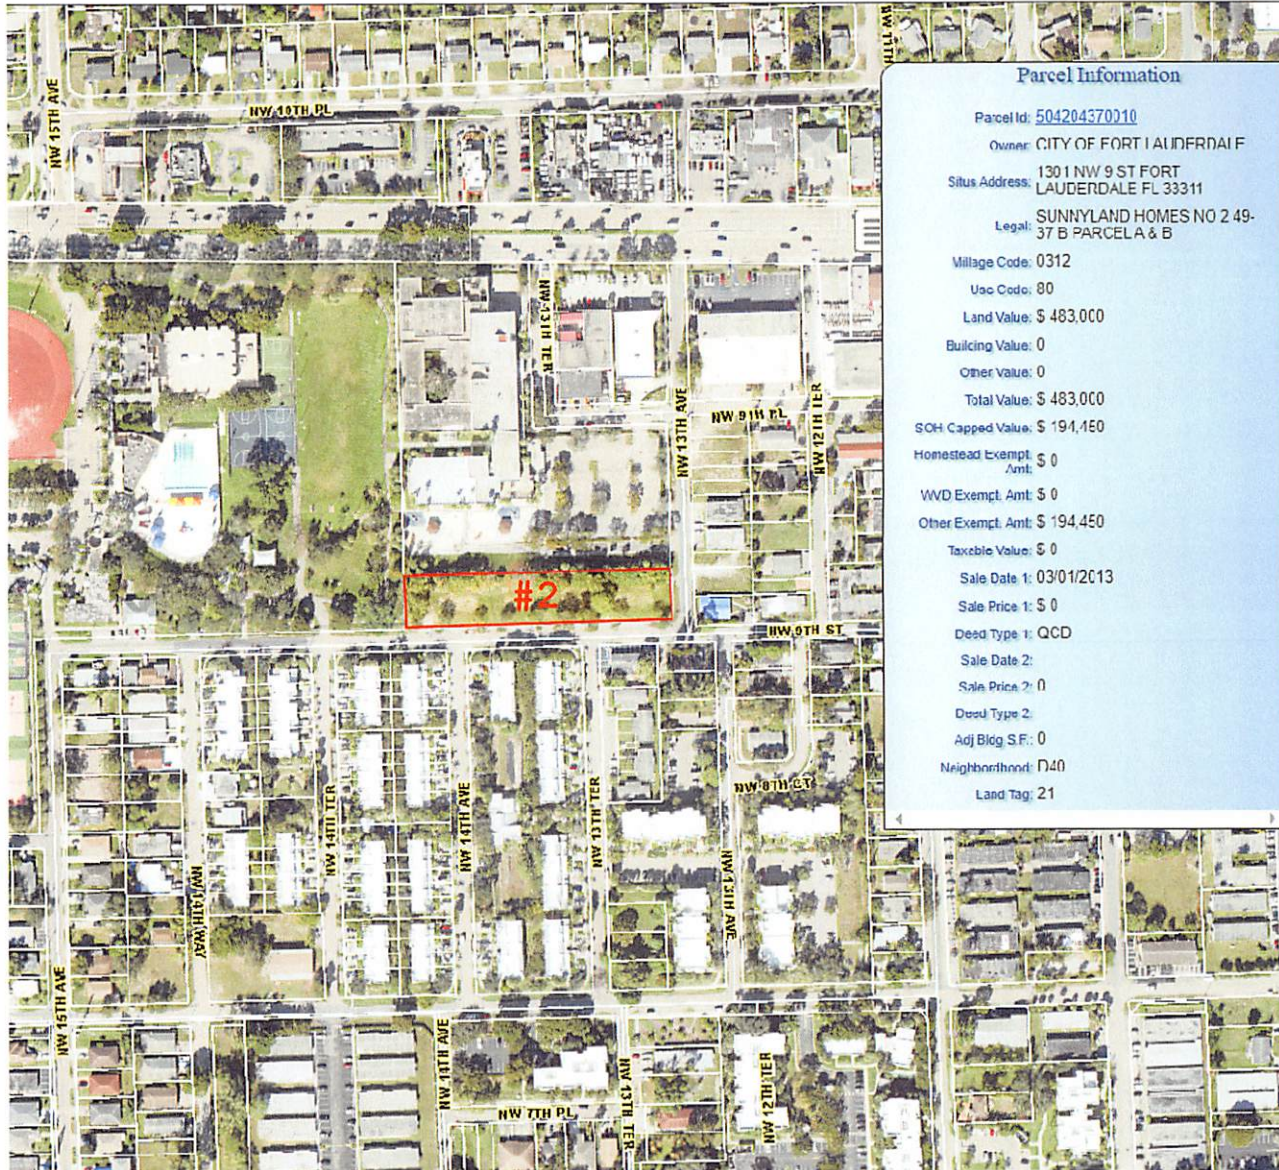 NW 11TH
NW 15TH AVE
NW 10TH PL
Parcel Information
Parcel Id: 504204370010
Owner: CITY OF FORT LAUDERDALE
Situs Address: 1301 NW 9 ST FORT
LAUDERDALE FL 33311
Legal: SUNNYLAND HOMES NO 2 49-
37 B PARCEL A & B
Millage Code: 0312
Use Code: 80
Land Value: $ 483,000
Building Value: 0
Other Value: 0
Total Value: $ 483,000
SOH Capped Value: $ 194,450
Homestead Exempt.
Amt: $ 0
WVD Exempt. Amt: $ 0
Other Exempt. Amt: $ 194,450
Taxable Value: $ 0
Sale Date 1: 03/01/2013
Sale Price 1: $ 0
Deed Type 1: QCD
Sale Date 2:
Sale Price 2: 0
Deed Type 2:
Adj Bldg S.F.: 0
Neighbordhood: D40
Land Tag: 21
NW 13TH TER
NW 13TH AVE
NW 9TH PL
NW 12TH TER
#2
NW 9TH ST
NW 14TH TER
NW 14TH AVE
NW 13TH TER
NW 8TH CT
NW 14TH WAY
NW 13TH AVE
NW 15TH AVE
NW 14TH AVE
NW 7TH PL
NW 13TH TER
NW 12TH TER